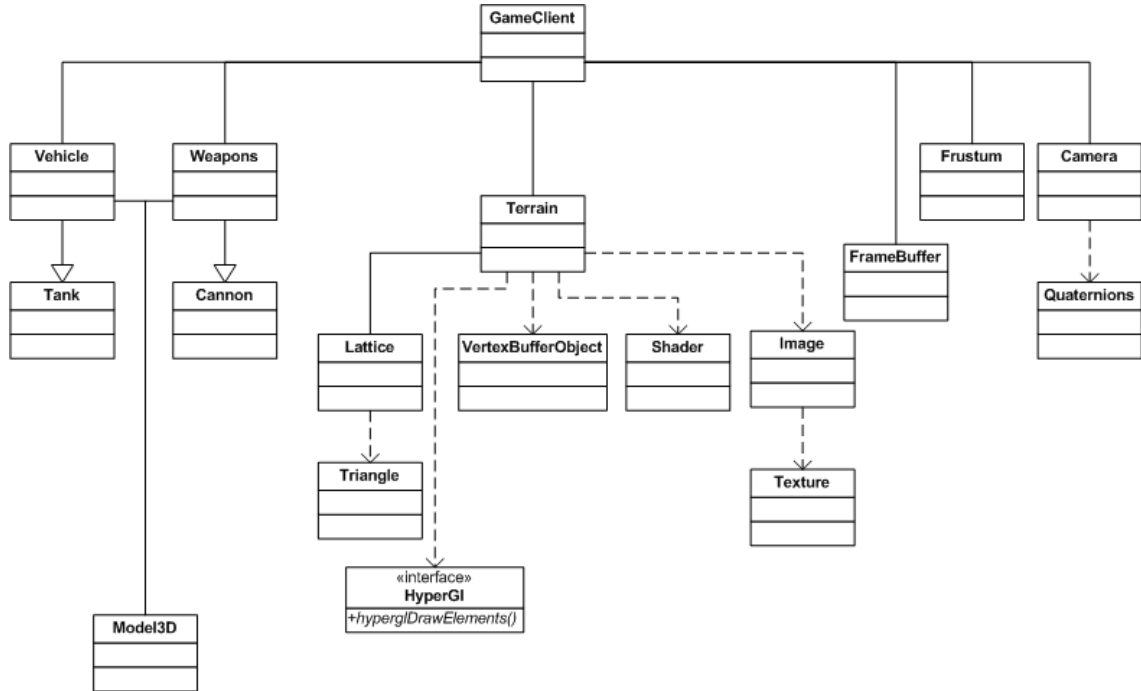 GameClient
Vehicle
Weapons
Frustum
Camera
Terrain
FrameBuffer
Tank
Cannon
Quaternions
Lattice
VertexBufferObject
Shader
Image
Triangle
Texture
«interface»
HyperGl
+hyperglDrawElements()
Model3D